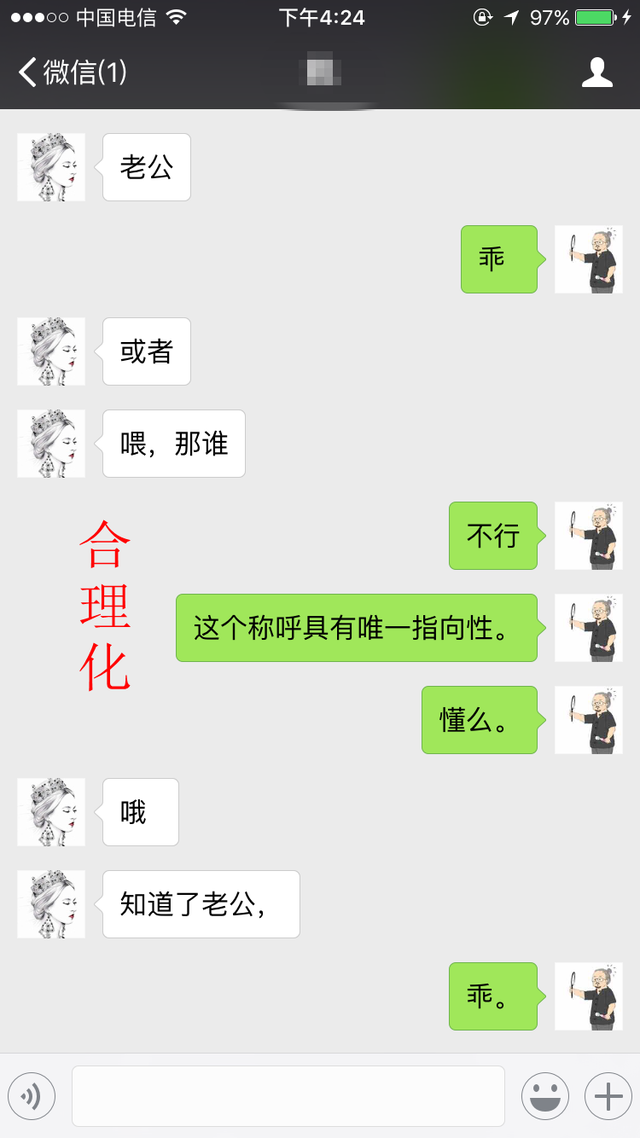 中国电信
下午4:24
97%
微信(1)
老公
乖
或者
喂，那谁
不行
这个称呼具有唯一指向性。
懂么。
合
理
化
哦
知道了老公，
乖。